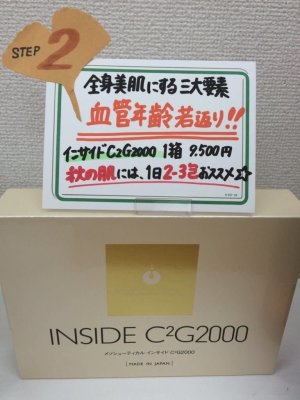 STEP 2
全身美肌にする三大要素
血管年齢若返り!!
インサイドC²G2000 1箱 9.500円
秋の肌には、1日2-3包おススメ☆
INSIDE C²G2000
メソシューティカル インサイド C²G2000
[ MADE IN JAPAN ]